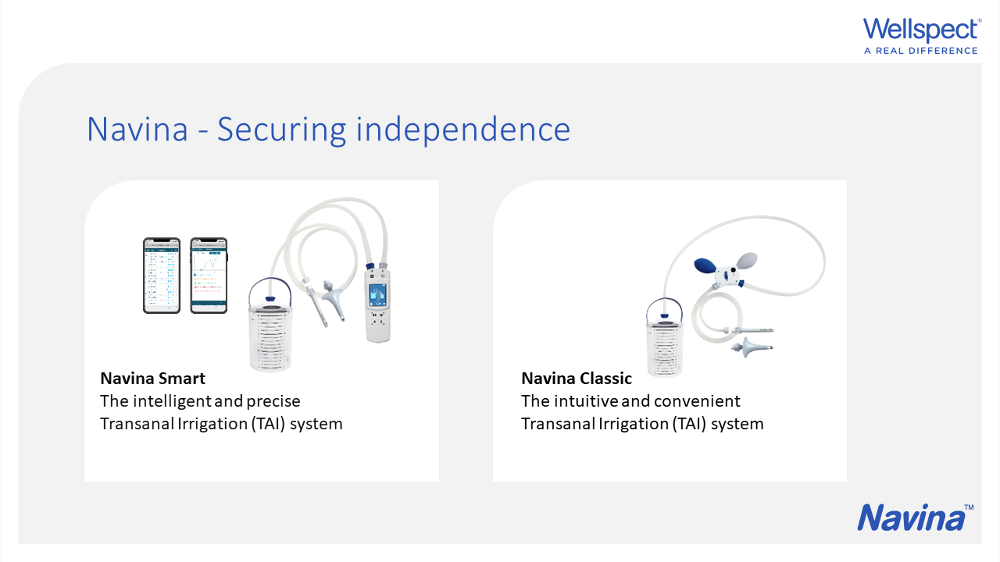 Wellspect®
A REAL DIFFERENCE
Navina - Securing independence
Navina Smart
The intelligent and precise
Transanal Irrigation (TAI) system
Navina Classic
The intuitive and convenient
Transanal Irrigation (TAI) system
Navina™